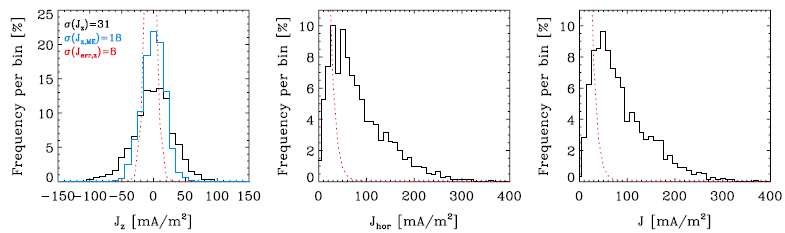 σ(J_z)=31
σ(J_z,ME)=18
σ(J_err,z)=8
Frequency per bin [%]
25
20
15
10
5
0
−150 −100 −50 0 50 100 150
J_z [mA/m²]
Frequency per bin [%]
10
8
6
4
2
0
0 100 200 300 400
J_hor [mA/m²]
Frequency per bin [%]
10
8
6
4
2
0
0 100 200 300 400
J [mA/m²]